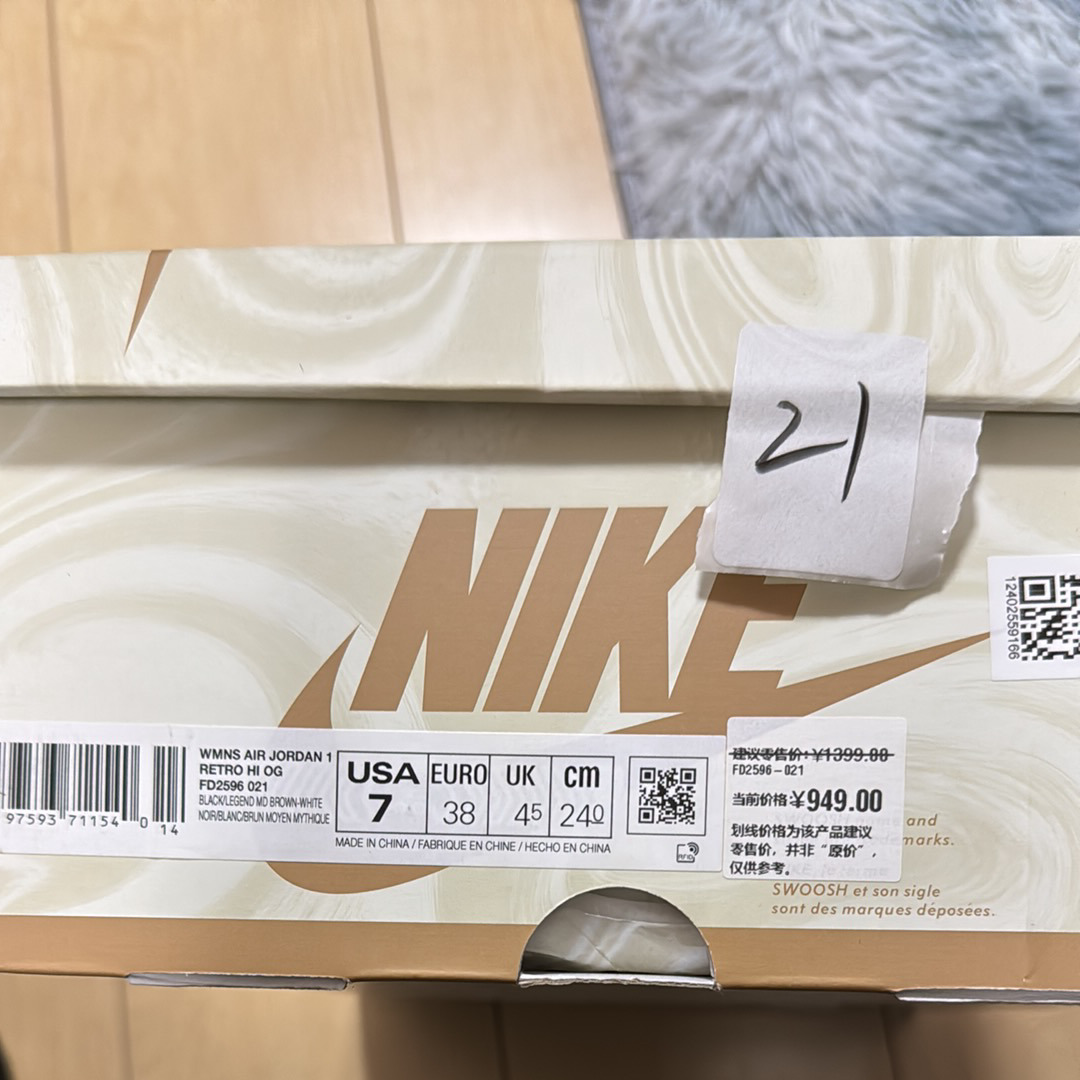 21
NIKE
12402559166
WMNS AIR JORDAN 1
RETRO HI OG
FD2596 021
BLACK/LEGEND MD BROWN-WHITE
NOIR/BLANC/BRUN MOYEN MYTHIQUE
97593 71154 0
14
USA EURO UK cm
7 38 45 240
MADE IN CHINA / FABRIQUE EN CHINE / HECHO EN CHINA
RFID
建议零售价:¥1399.00
FD2596-021
当前价格¥949.00
划线价格为该产品建议
零售价,并非“原价”,
仅供参考。
and
marks.
SWOOSH et son sigle
sont des marques déposées.